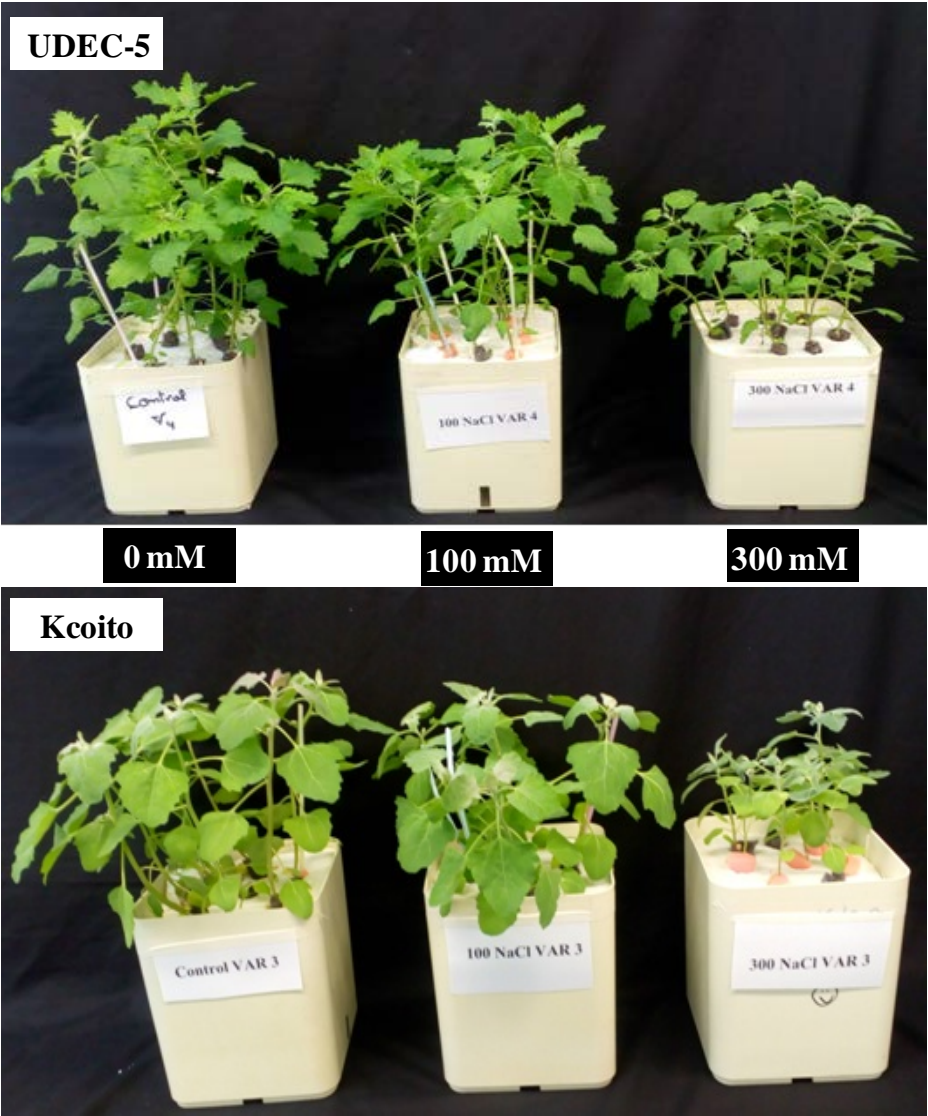 UDEC-5
Control
V4
100 NaCl VAR 4
300 NaCl VAR 4
0 mM
100 mM
300 mM
Kcoito
Control VAR 3
100 NaCl VAR 3
300 NaCl VAR 3